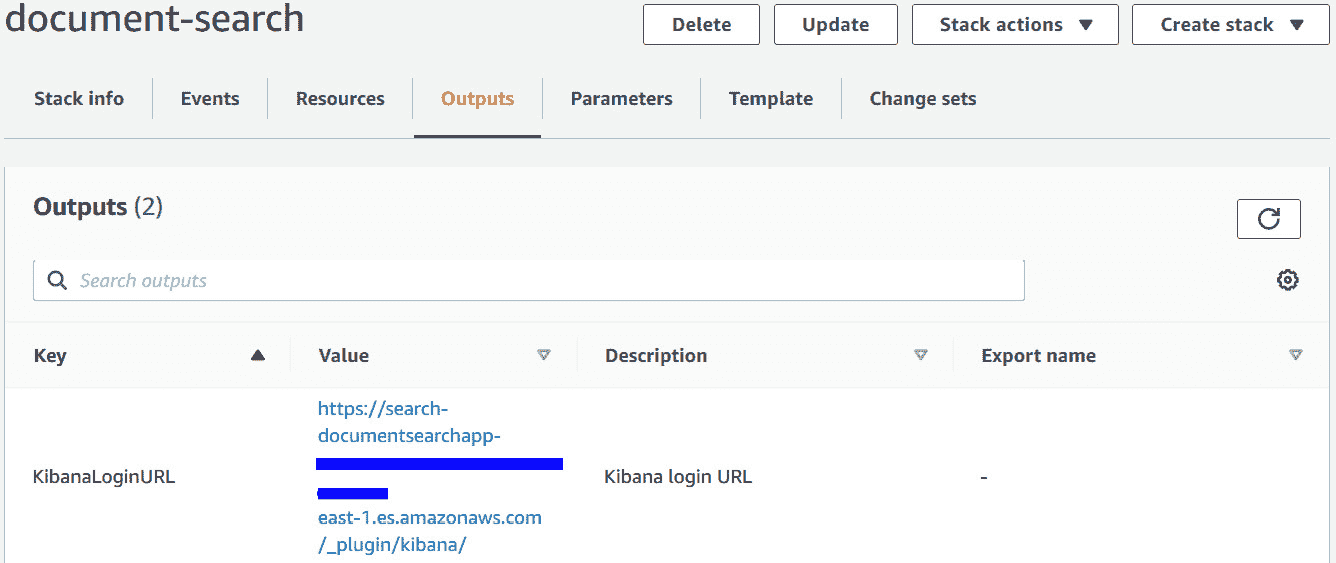 document-search
Delete
Update
Stack actions
Create stack
Stack info
Events
Resources
Outputs
Parameters
Template
Change sets
Outputs (2)
Search outputs
Key
Value
Description
Export name
KibanaLoginURL
https://search-
documentsearchapp-
east-1.es.amazonaws.com
/_plugin/kibana/
Kibana login URL
-